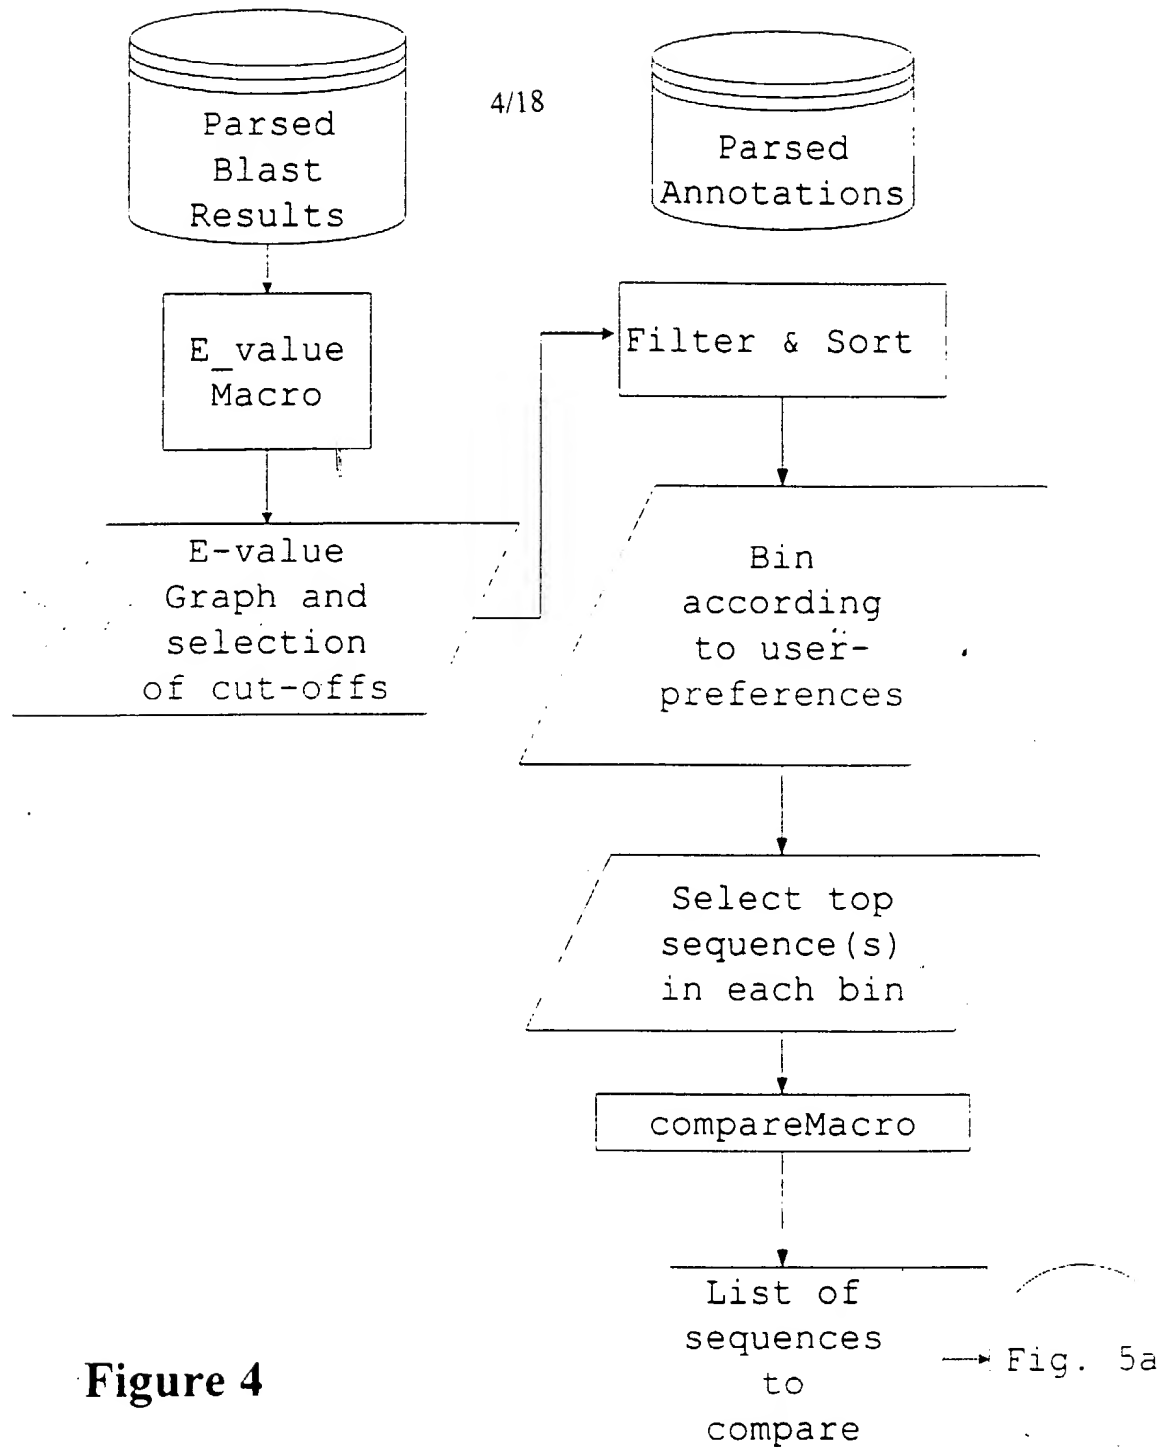 4/18
Parsed
Blast
Results
Parsed
Annotations
E_value
Macro
Filter & Sort
E-value
Graph and
selection
of cut-offs
Bin
according
to user-
preferences
Select top
sequence(s)
in each bin
compareMacro
List of
sequences
to
compare
Fig. 5a
Figure 4